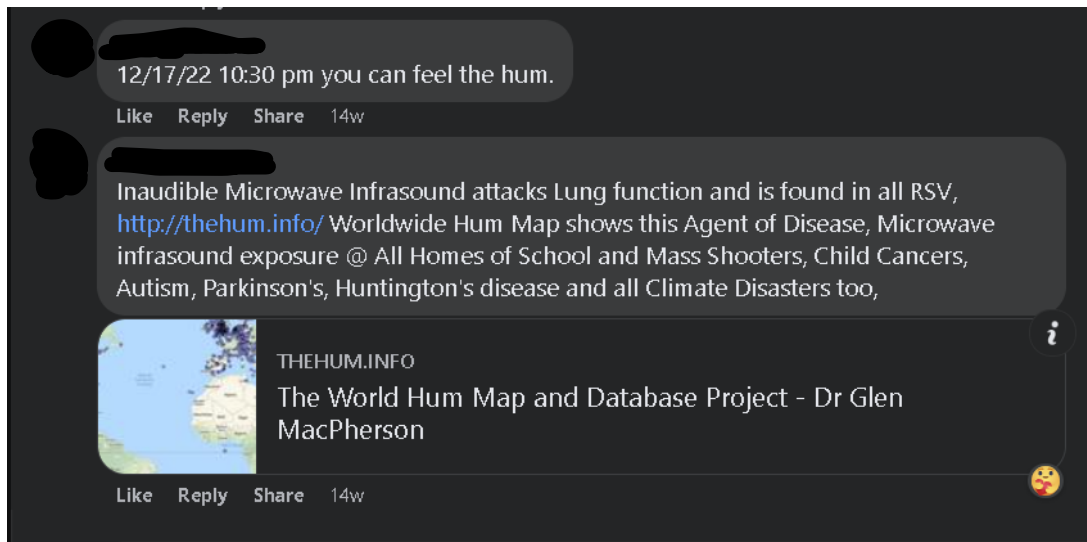 12/17/22 10:30 pm you can feel the hum.
Like Reply Share 14w
Inaudible Microwave Infrasound attacks Lung function and is found in all RSV,
http://thehum.info/ Worldwide Hum Map shows this Agent of Disease, Microwave
infrasound exposure @ All Homes of School and Mass Shooters, Child Cancers,
Autism, Parkinson's, Huntington's disease and all Climate Disasters too,
i
THEHUM.INFO
The World Hum Map and Database Project - Dr Glen
MacPherson
Like Reply Share 14w